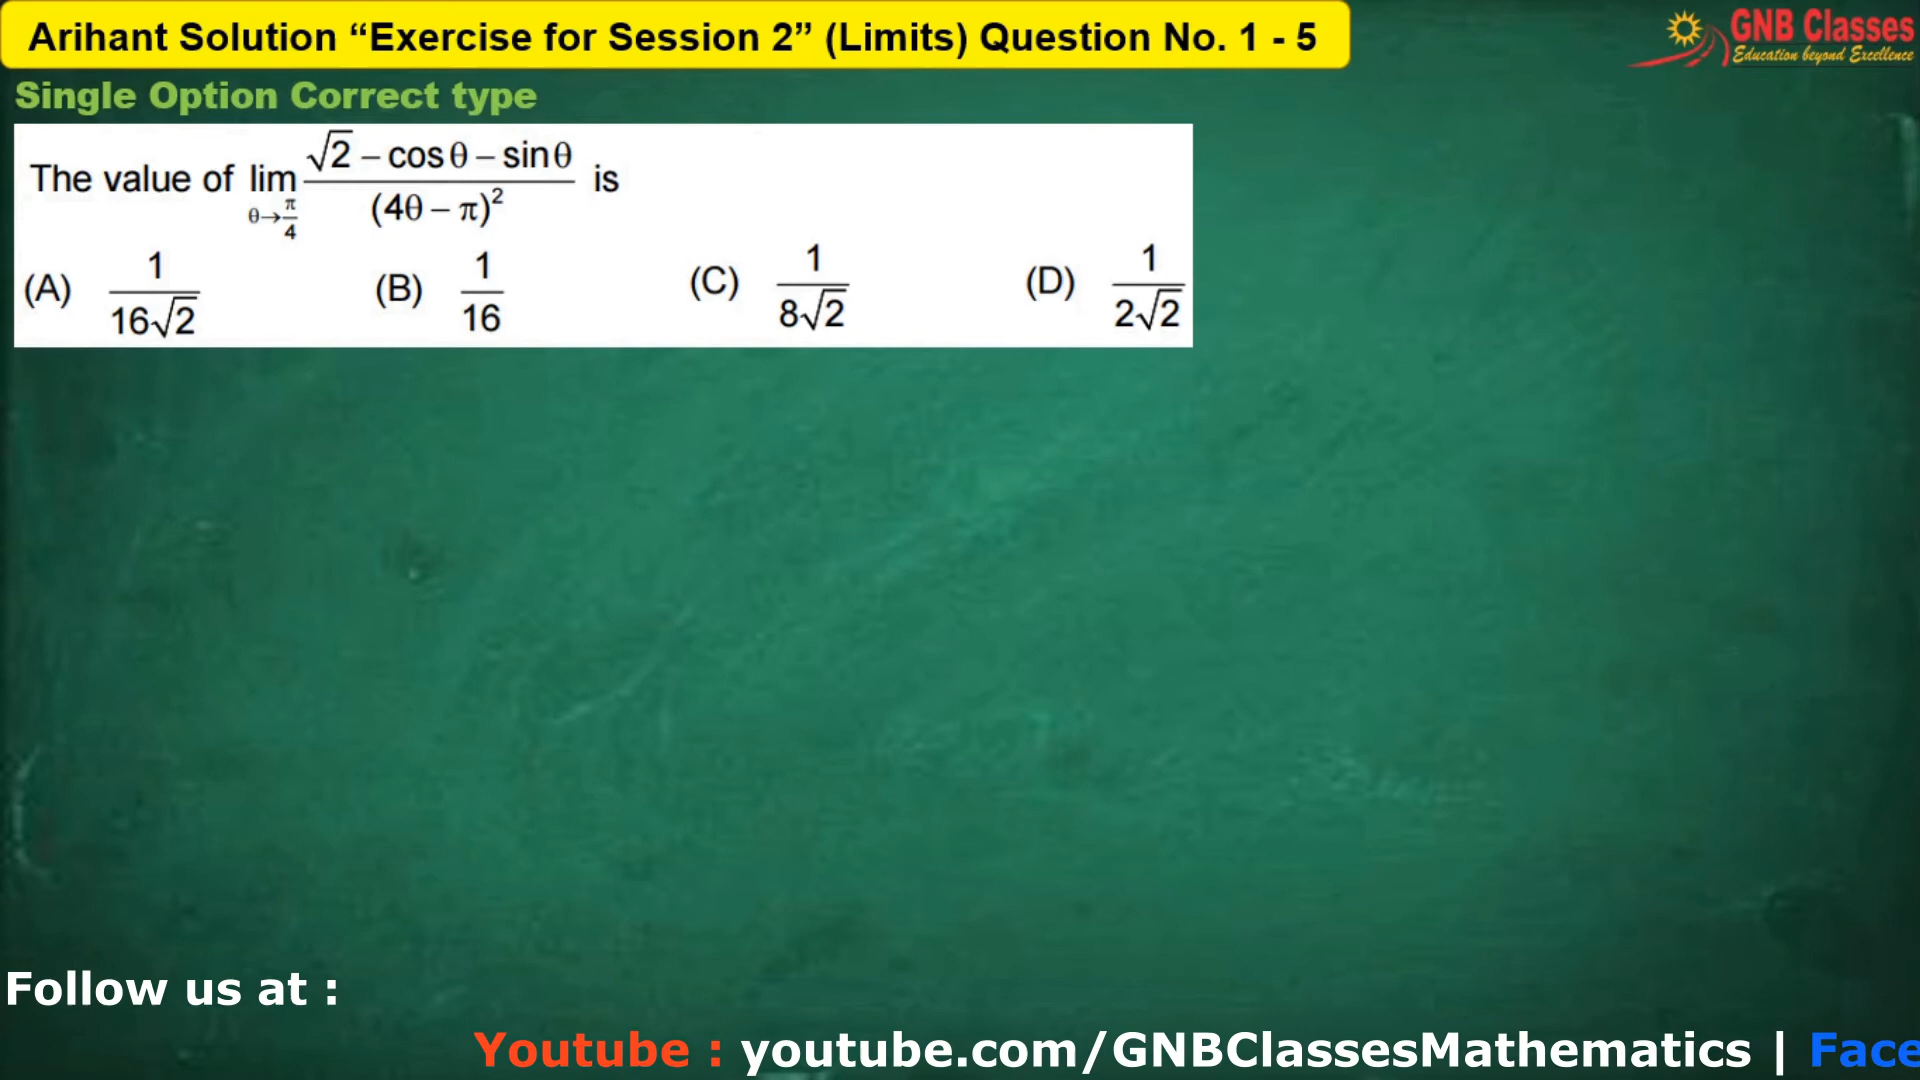 Arihant Solution “Exercise for Session 2” (Limits) Question No. 1 - 5
GNB Classes
Education beyond Excellence
Single Option Correct type
The value of lim θ→π/4 (√2 – cosθ – sinθ)/(4θ – π)² is
(A) 1/(16√2) (B) 1/16 (C) 1/(8√2) (D) 1/(2√2)
Follow us at :
Youtube : youtube.com/GNBClassesMathematics | Face